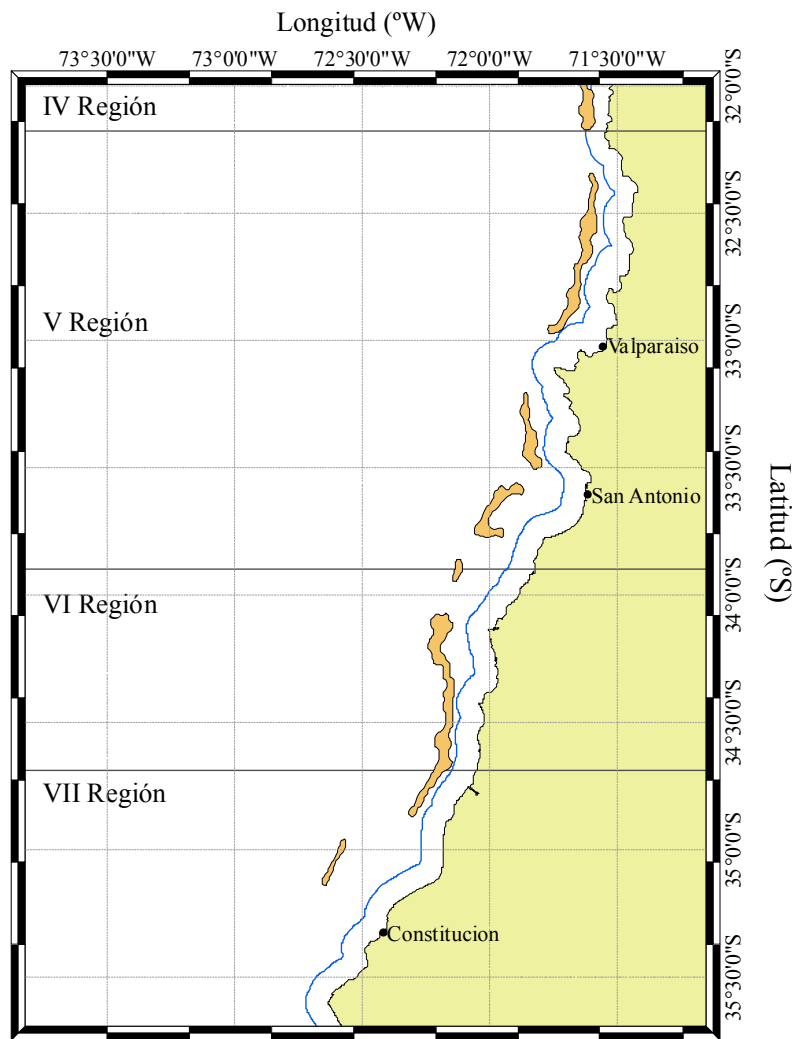 Longitud (ºW)
73°30'0"W 73°0'0"W 72°30'0"W 72°0'0"W 71°30'0"W
IV Región
32°0'0"S
32°30'0"S
V Región
Valparaiso
33°0'0"S
33°30'0"S
San Antonio
Latitud (ºS)
VI Región
34°0'0"S
34°30'0"S
VII Región
35°0'0"S
Constitucion
35°30'0"S